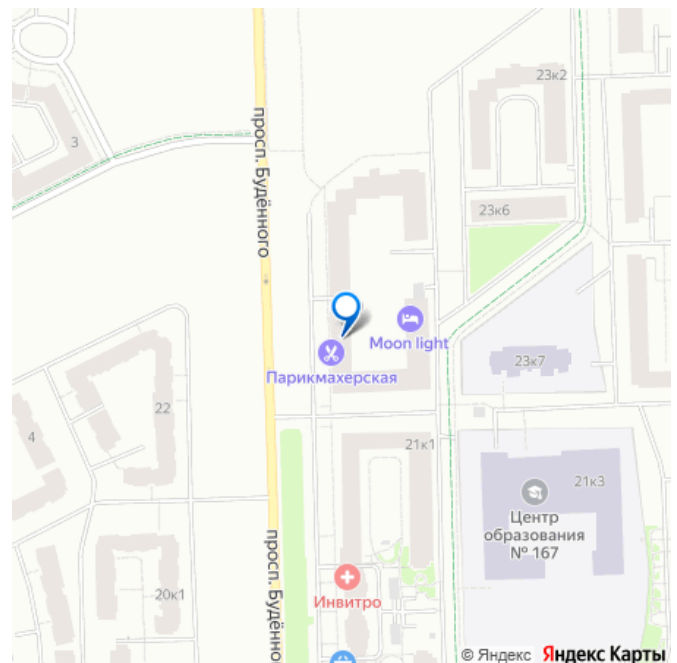 23к2
3
просп. Будённого
23к6
Moon light
Парикмахерская
23к7
22
4
21к1
21к3
Центр
образования
№ 167
просп. Будённо
20к1
Инвитро
© Яндекс Яндекс Карты